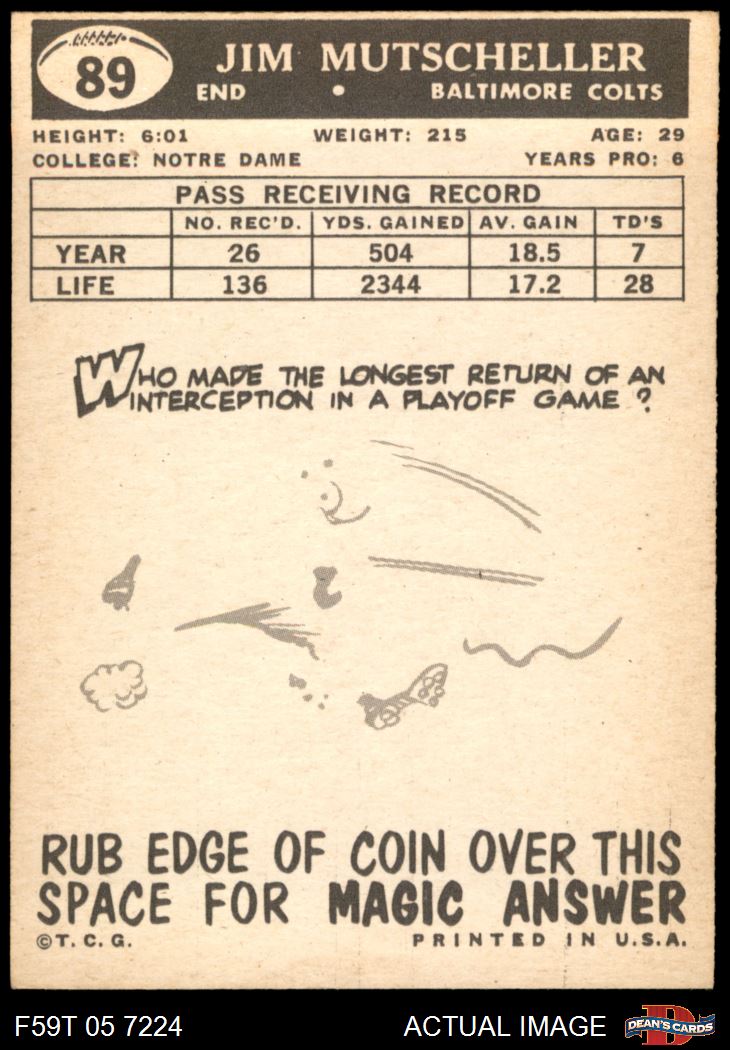 89
JIM MUTSCHELLER
END • BALTIMORE COLTS
HEIGHT: 6:01 WEIGHT: 215 AGE: 29
COLLEGE: NOTRE DAME YEARS PRO: 6
PASS RECEIVING RECORD
NO. REC'D. YDS. GAINED AV. GAIN TD'S
YEAR 26 504 18.5 7
LIFE 136 2344 17.2 28
WHO MADE THE LONGEST RETURN OF AN
INTERCEPTION IN A PLAYOFF GAME ?
RUB EDGE OF COIN OVER THIS
SPACE FOR MAGIC ANSWER
©T. C. G. PRINTED IN U.S.A.
F59T 05 7224 ACTUAL IMAGE D DEAN'S CARDS